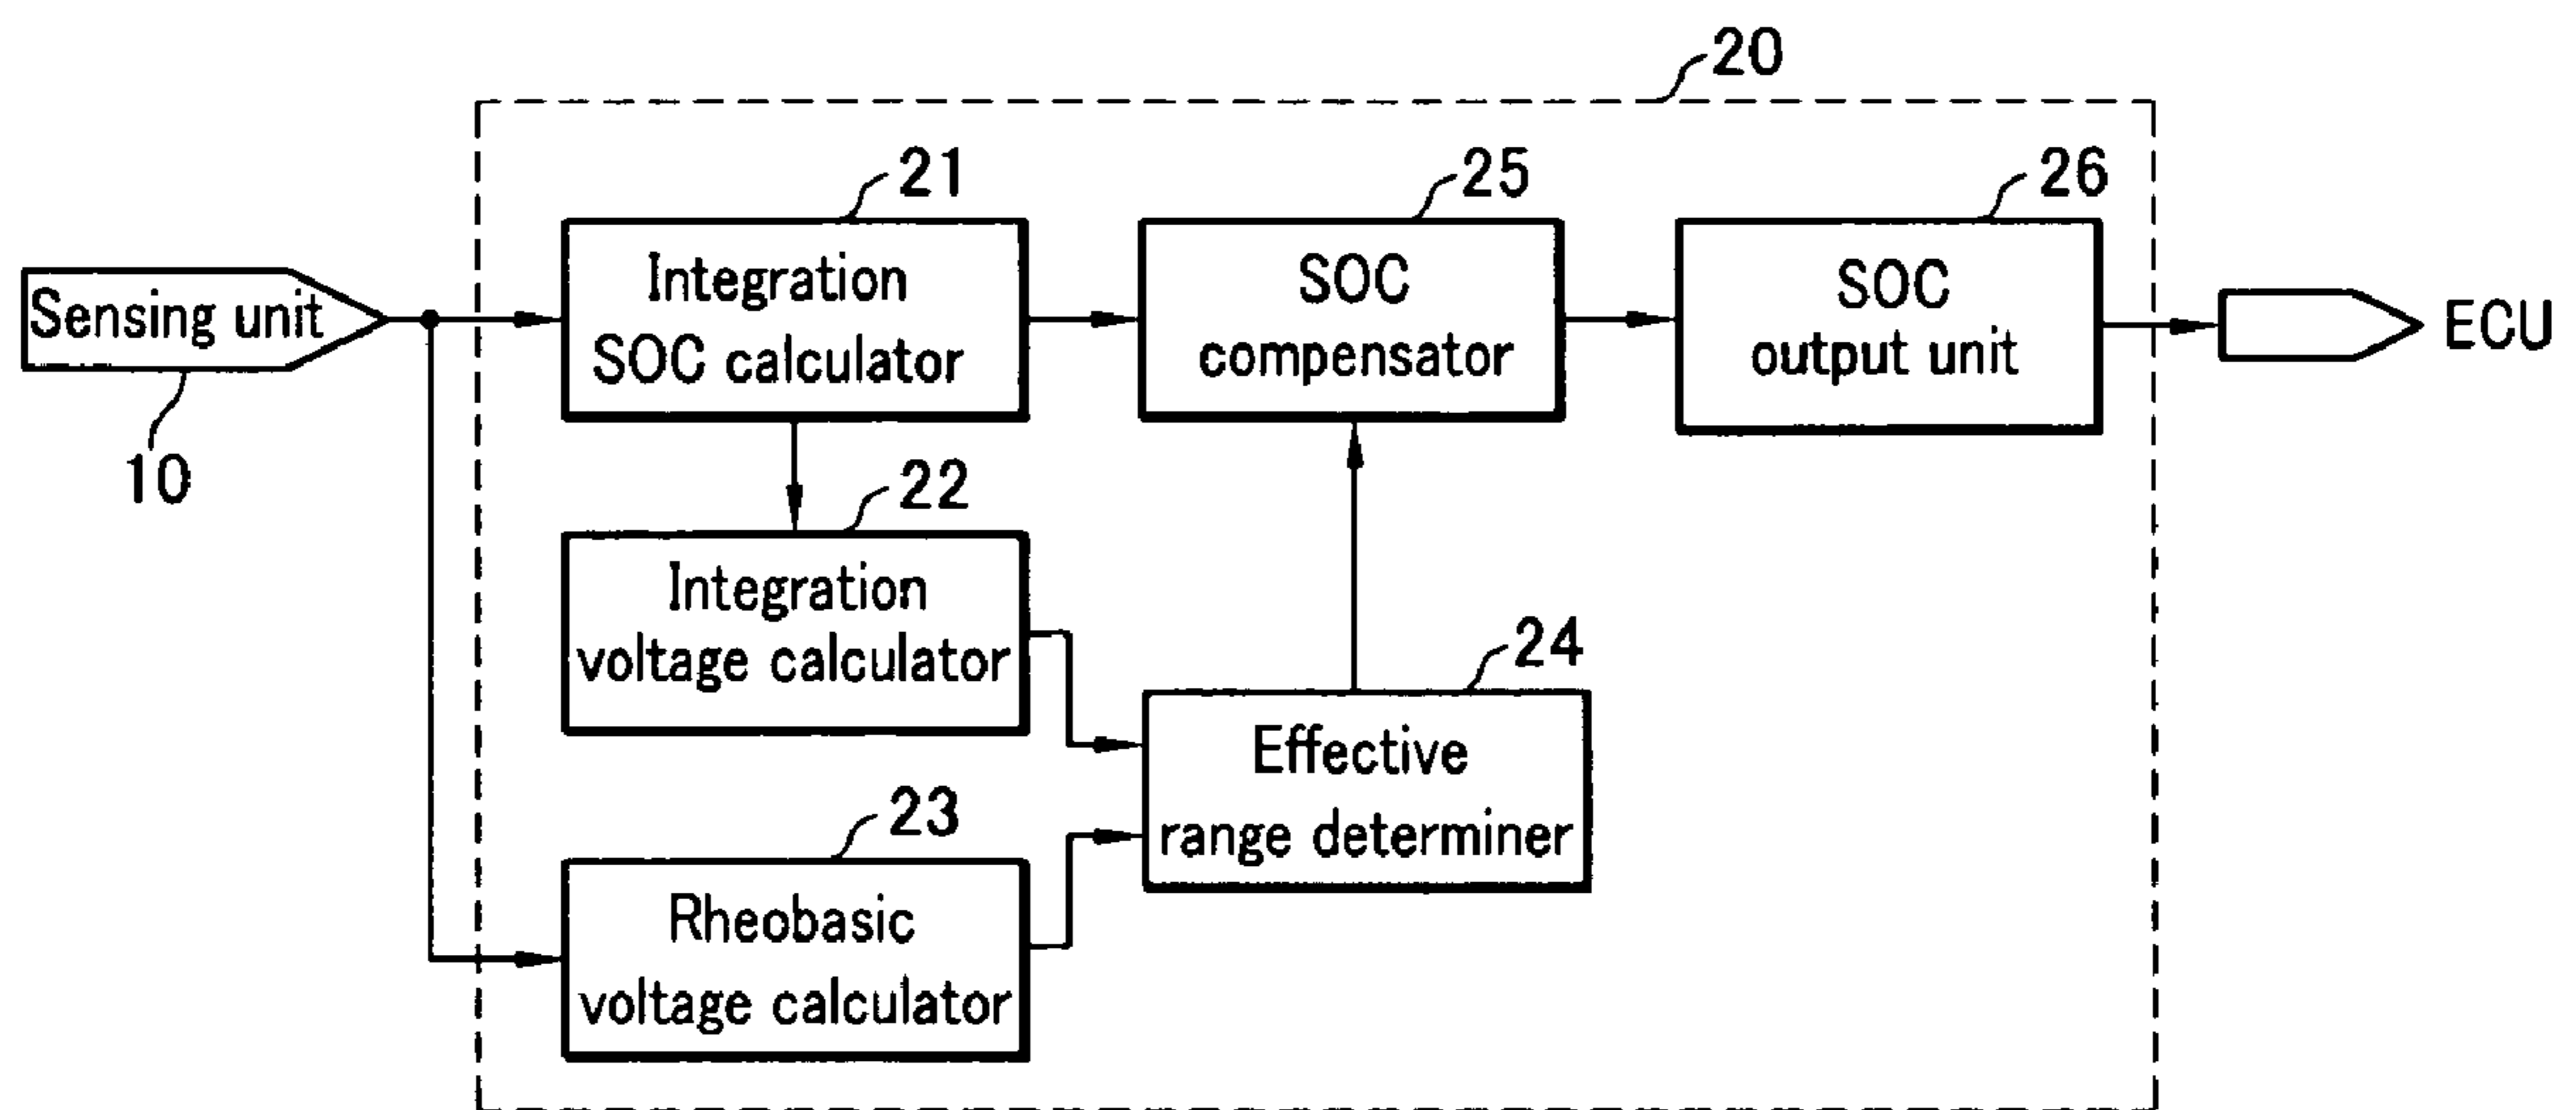 20
21
25
26
Sensing unit
Integration
SOC calculator
SOC
compensator
SOC
output unit
ECU
10
22
Integration
voltage calculator
24
Effective
range determiner
23
Rheobasic
voltage calculator